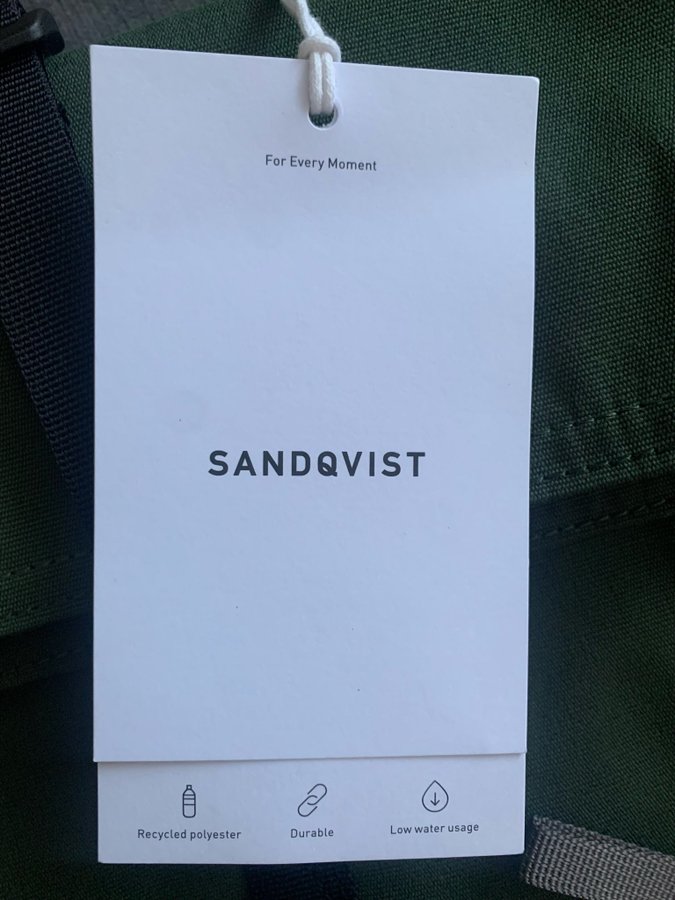 For Every Moment
SANDQVIST
Recycled polyester
Durable
Low water usage